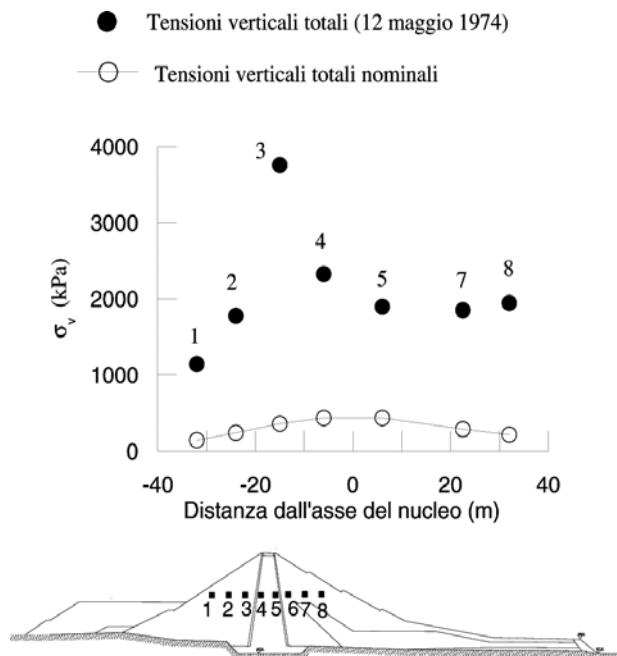 Tensioni verticali totali (12 maggio 1974)
Tensioni verticali totali nominali
4000
3000
2000
1000
0
σv (kPa)
1
2
3
4
5
7
8
-40 -20 0 20 40
Distanza dall'asse del nucleo (m)
1 2 3 4 5 6 7 8